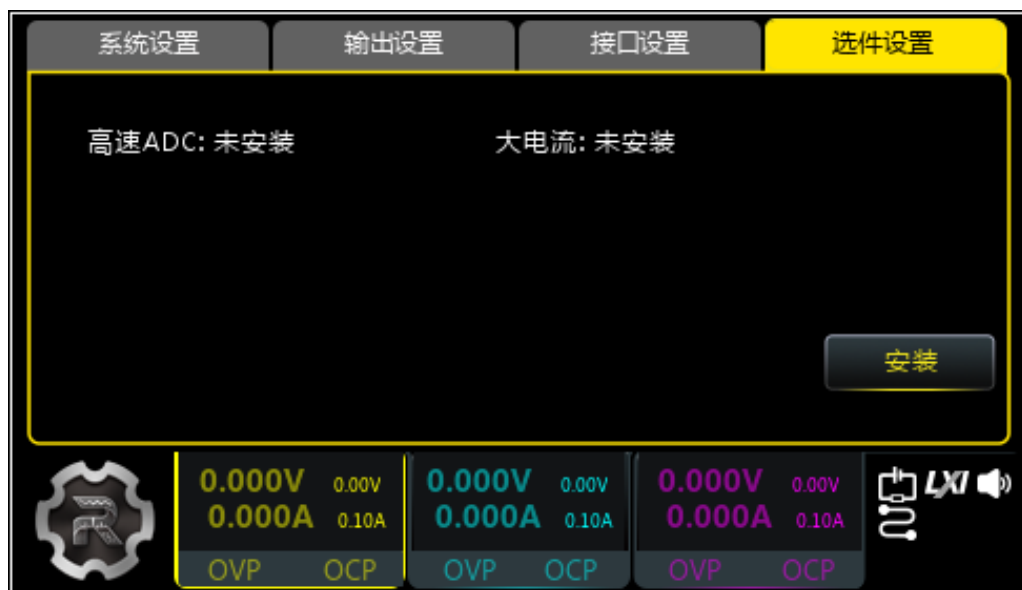 系统设置 输出设置 接口设置 选件设置
高速ADC: 未安装 大电流: 未安装
安装
0.000V 0.00V 0.000V 0.00V 0.000V 0.00V
0.000A 0.10A 0.000A 0.10A 0.000A 0.10A
OVP OCP OVP OCP OVP OCP
LXI